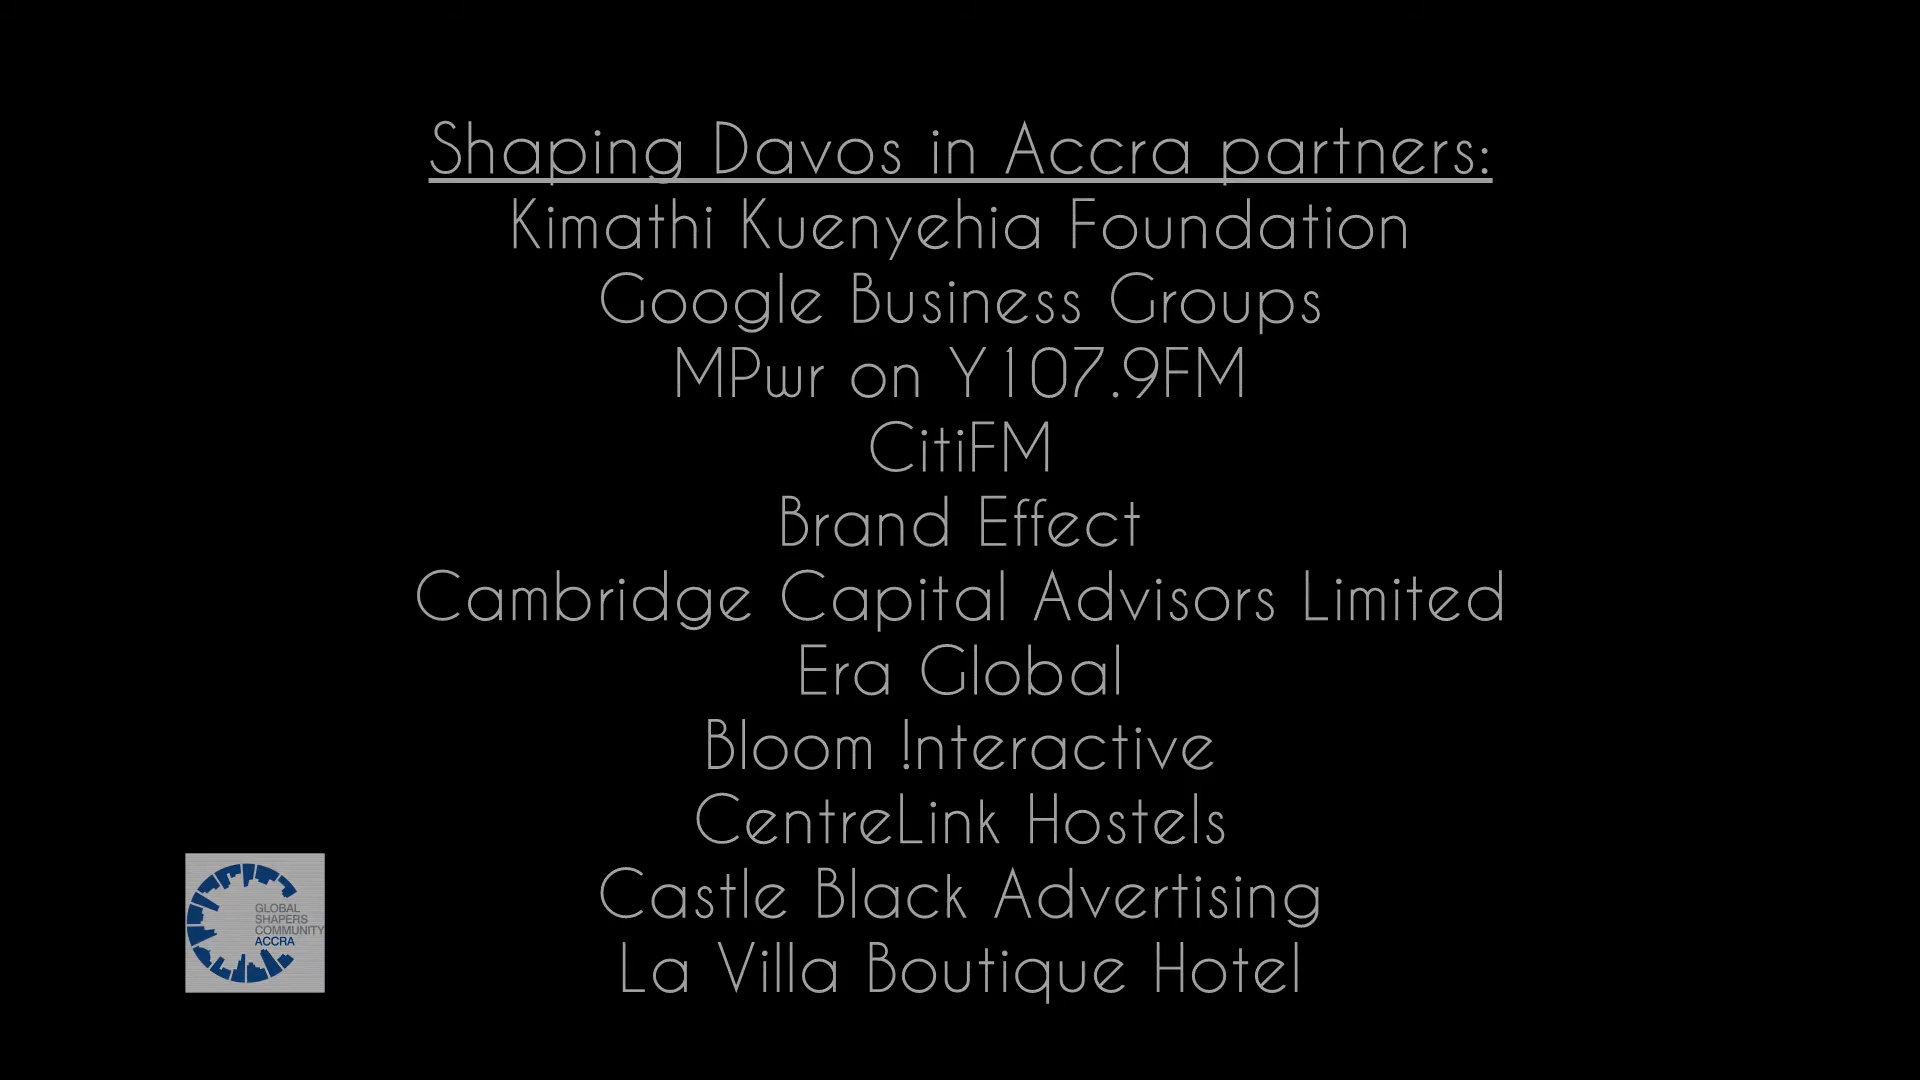 Shaping Davos in Accra partners:
Kimathi Kuenyehia Foundation
Google Business Groups
MPwr on Y107.9FM
CitiFM
Brand Effect
Cambridge Capital Advisors Limited
Era Global
Bloom !nteractive
CentreLink Hostels
Castle Black Advertising
La Villa Boutique Hotel
GLOBAL
SHAPERS
COMMUNITY
ACCRA